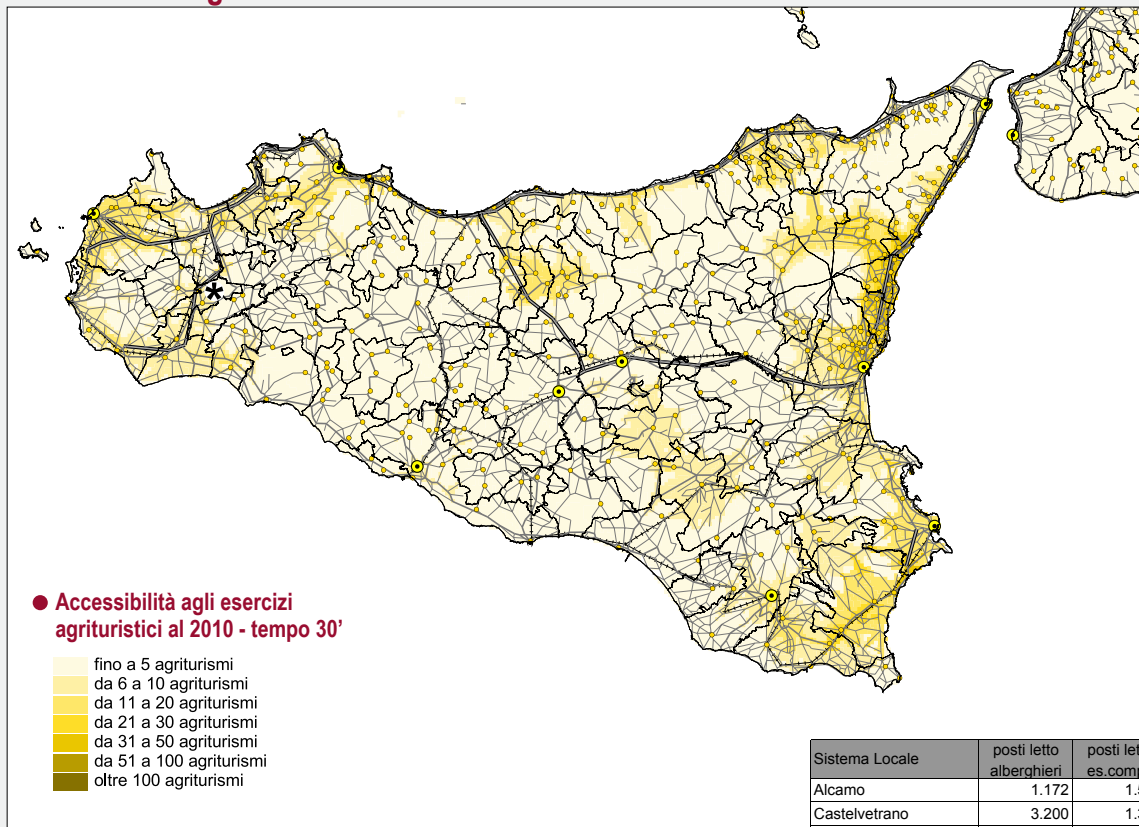 ● Accessibilità agli esercizi
agrituristici al 2010 - tempo 30’
fino a 5 agriturismi
da 6 a 10 agriturismi
da 11 a 20 agriturismi
da 21 a 30 agriturismi
da 31 a 50 agriturismi
da 51 a 100 agriturismi
oltre 100 agriturismi
*
Sistema Locale
posti letto
alberghieri
posti
Alcamo 1.172
Castelvetrano 3.200